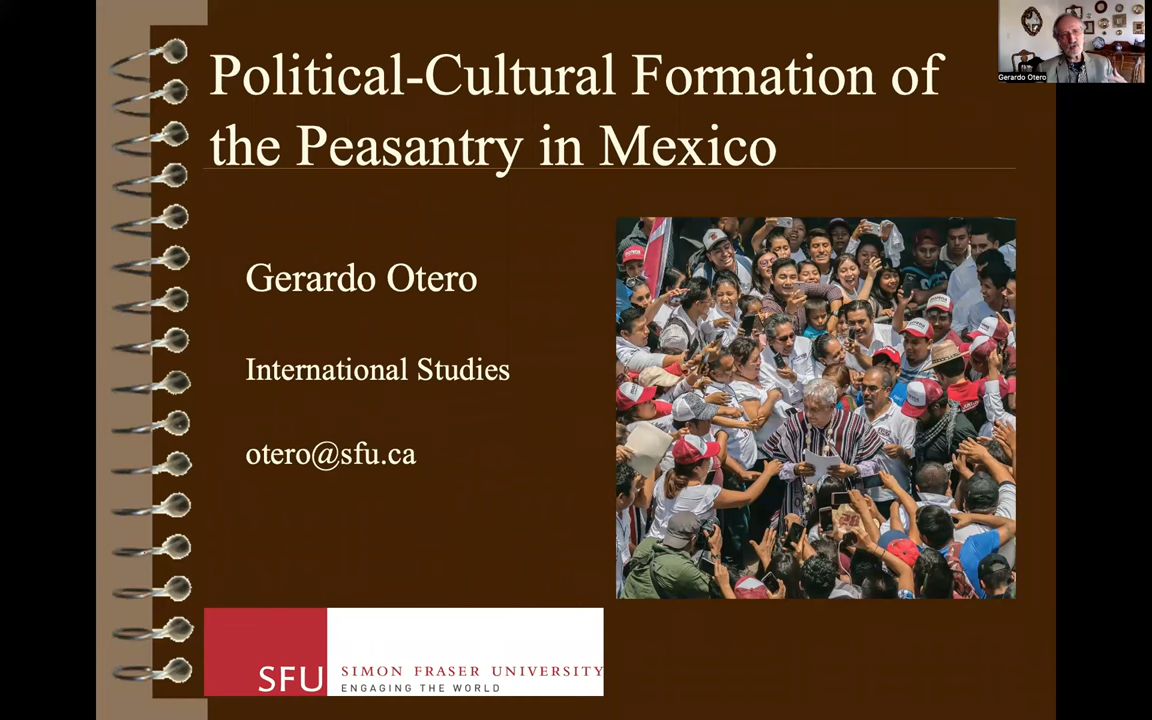 Political-Cultural Formation of
the Peasantry in Mexico
Gerardo Otero
International Studies
otero@sfu.ca
SFU
SIMON FRASER UNIVERSITY
ENGAGING THE WORLD
Gerardo Otero